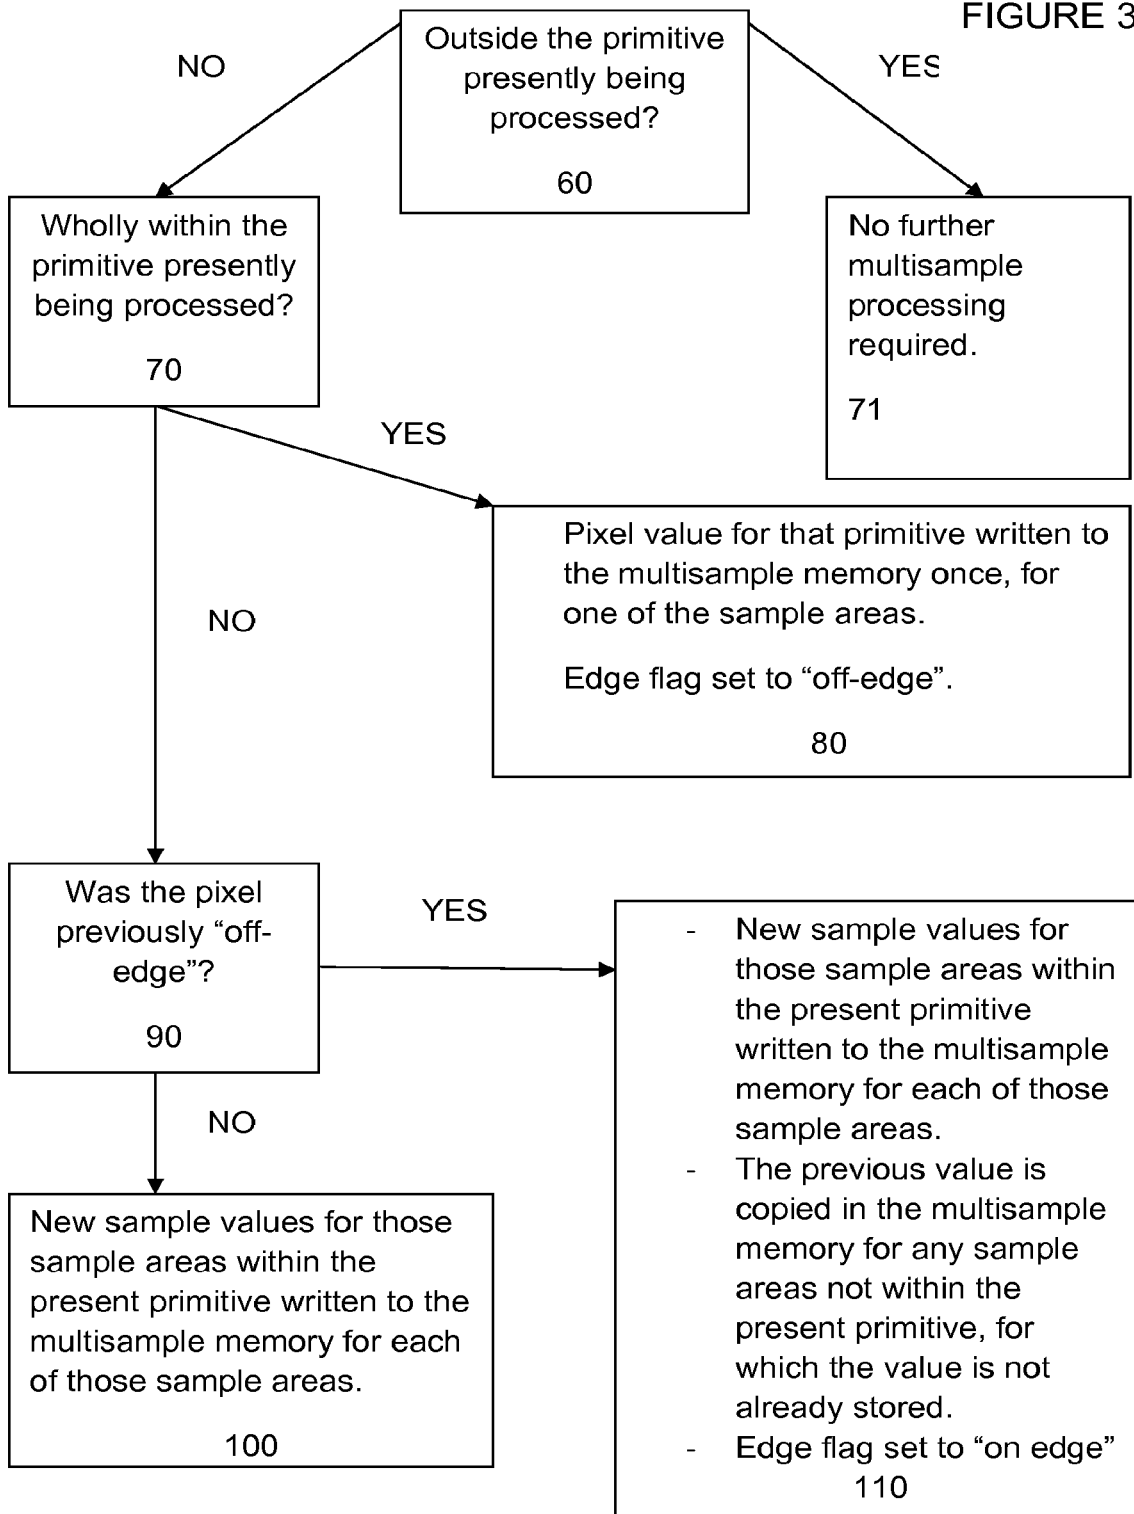 FIGURE 3
NO
Outside the primitive
presently being
processed?
60
YES
Wholly within the
primitive presently
being processed?
70
No further
multisample
processing
required.
71
YES
Pixel value for that primitive written to
the multisample memory once, for
one of the sample areas.
Edge flag set to “off-edge”.
80
NO
Was the pixel
previously “off-
edge”?
90
YES
- New sample values for
those sample areas within
the present primitive
written to the multisample
memory for each of those
sample areas.
- The previous value is
copied in the multisample
memory for any sample
areas not within the
present primitive, for
which the value is not
already stored.
- Edge flag set to “on edge”
110
NO
New sample values for those
sample areas within the
present primitive written to the
multisample memory for each
of those sample areas.
100